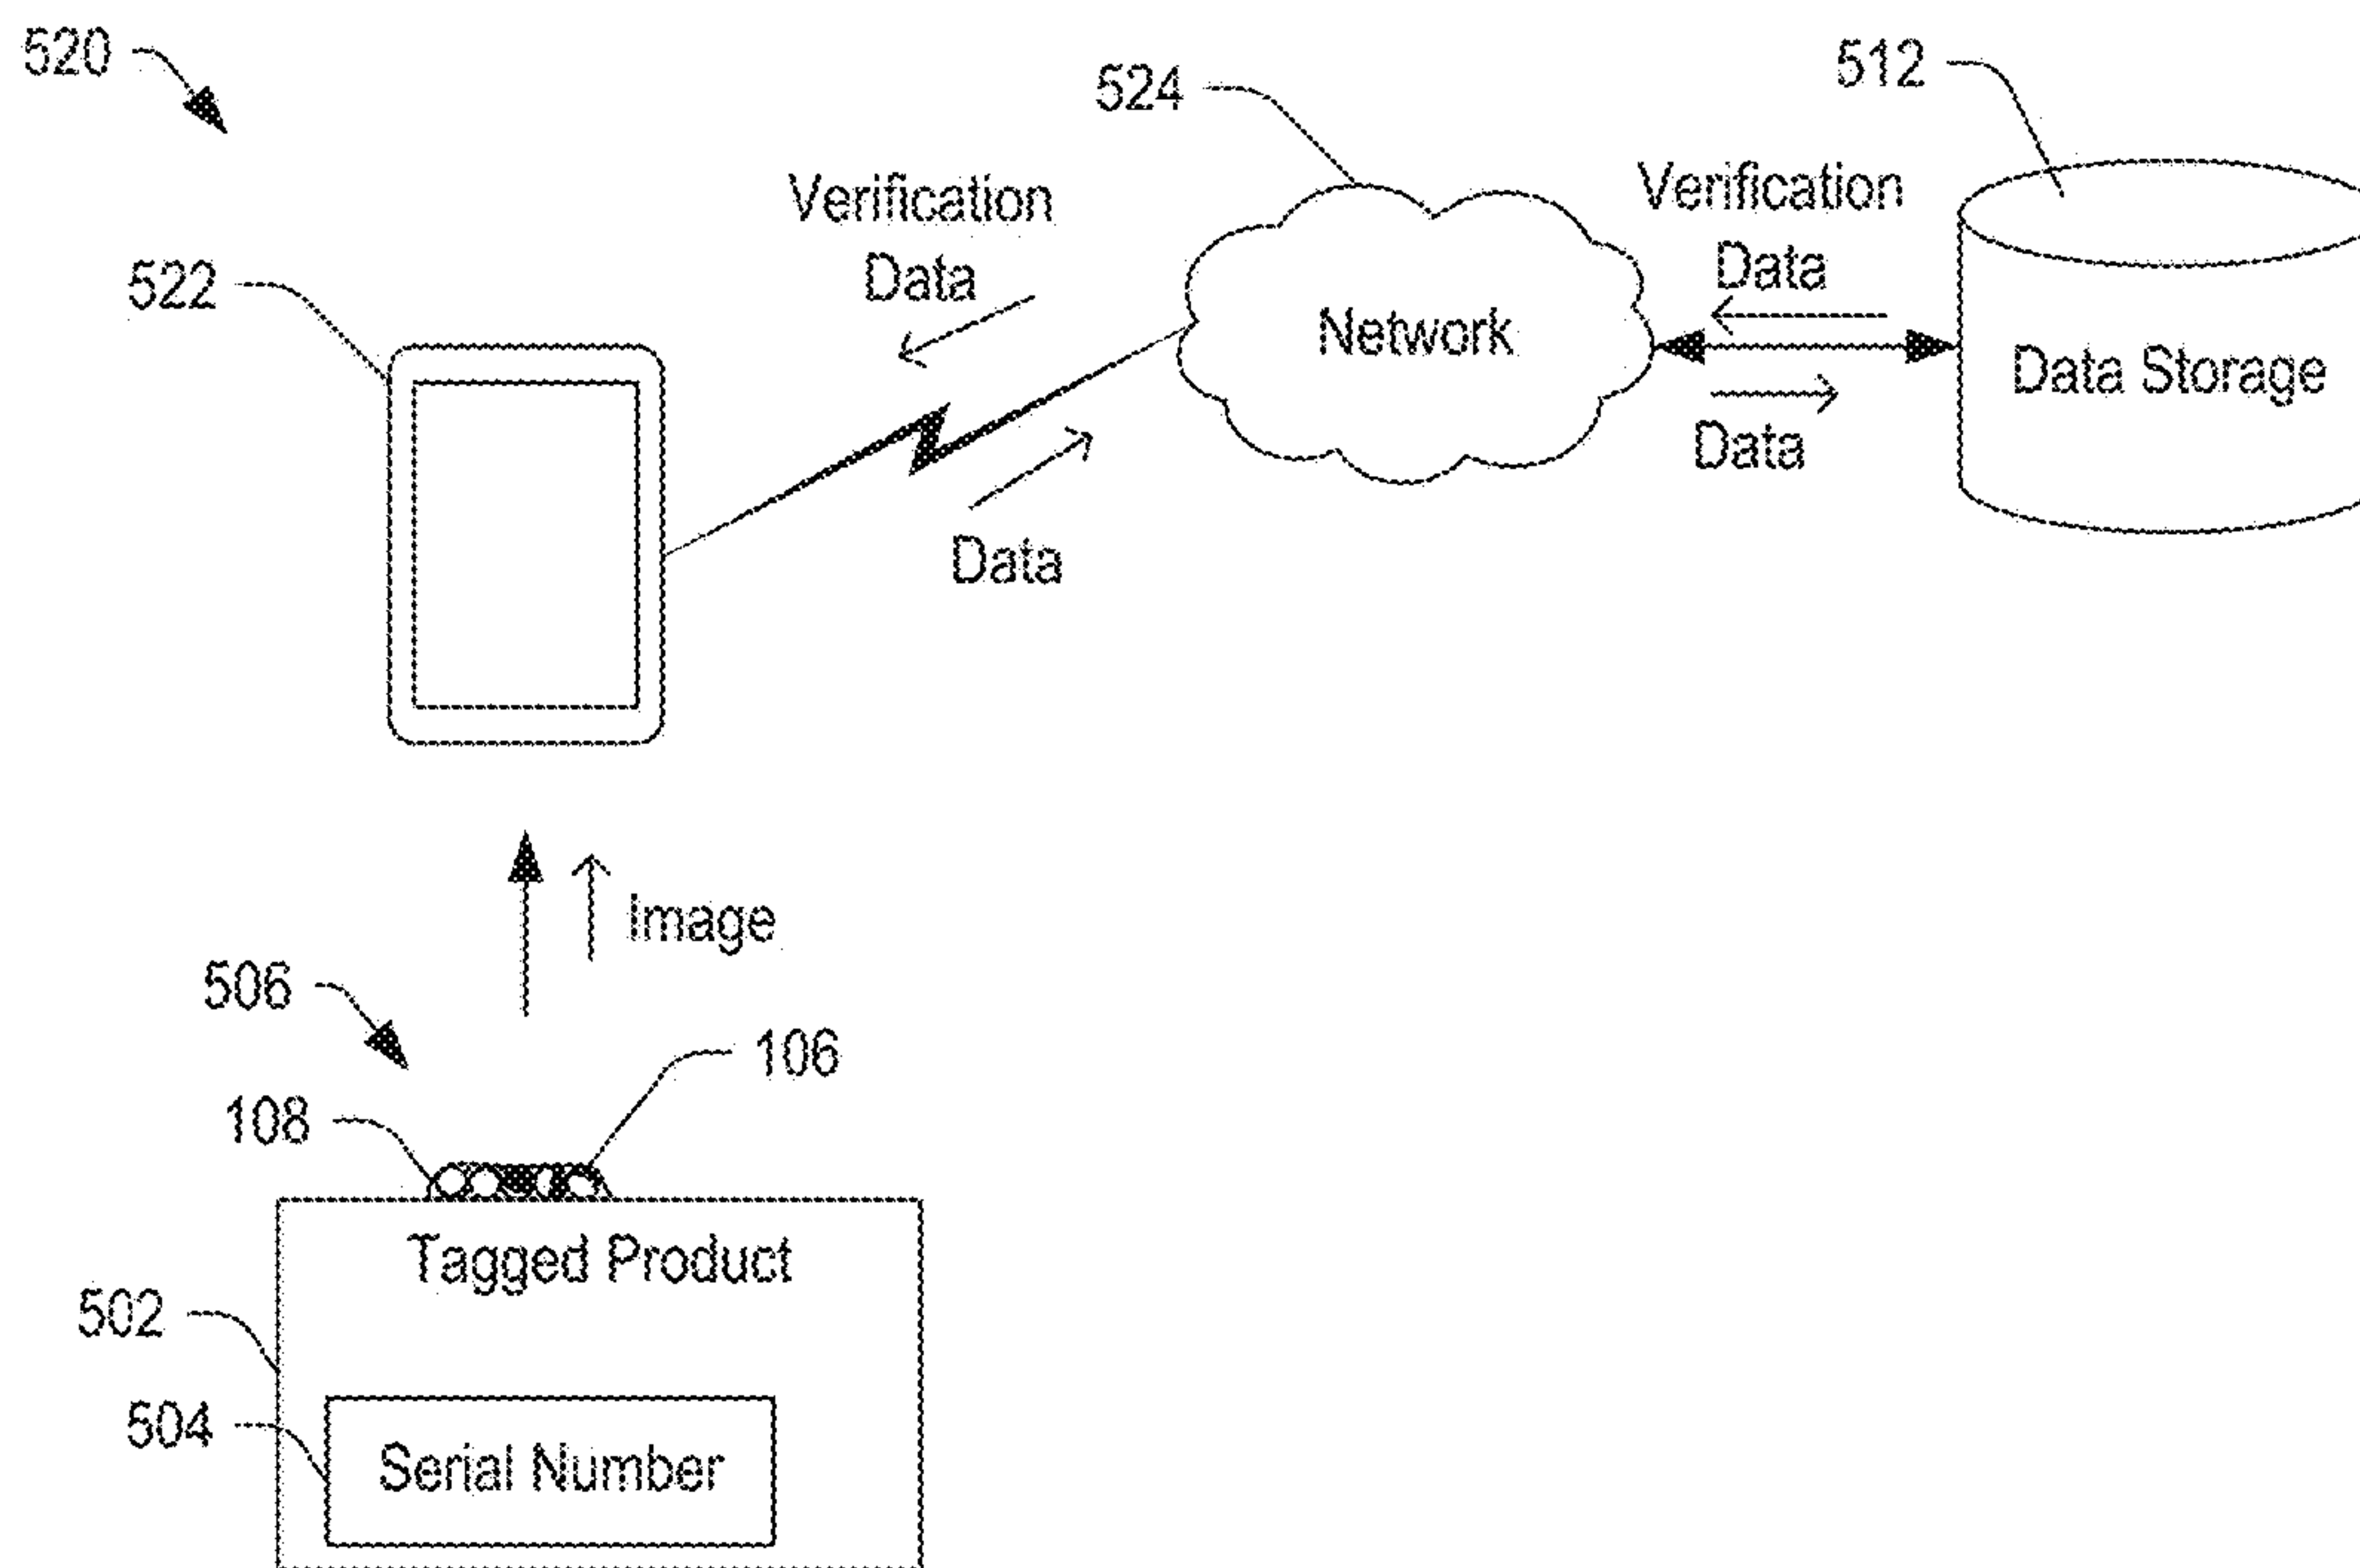 520
524
512
Verification
Data
Verification
Data
522
Network
Data Storage
Data
Data
Image
506
106
108
Tagged Product
502
504
Serial Number